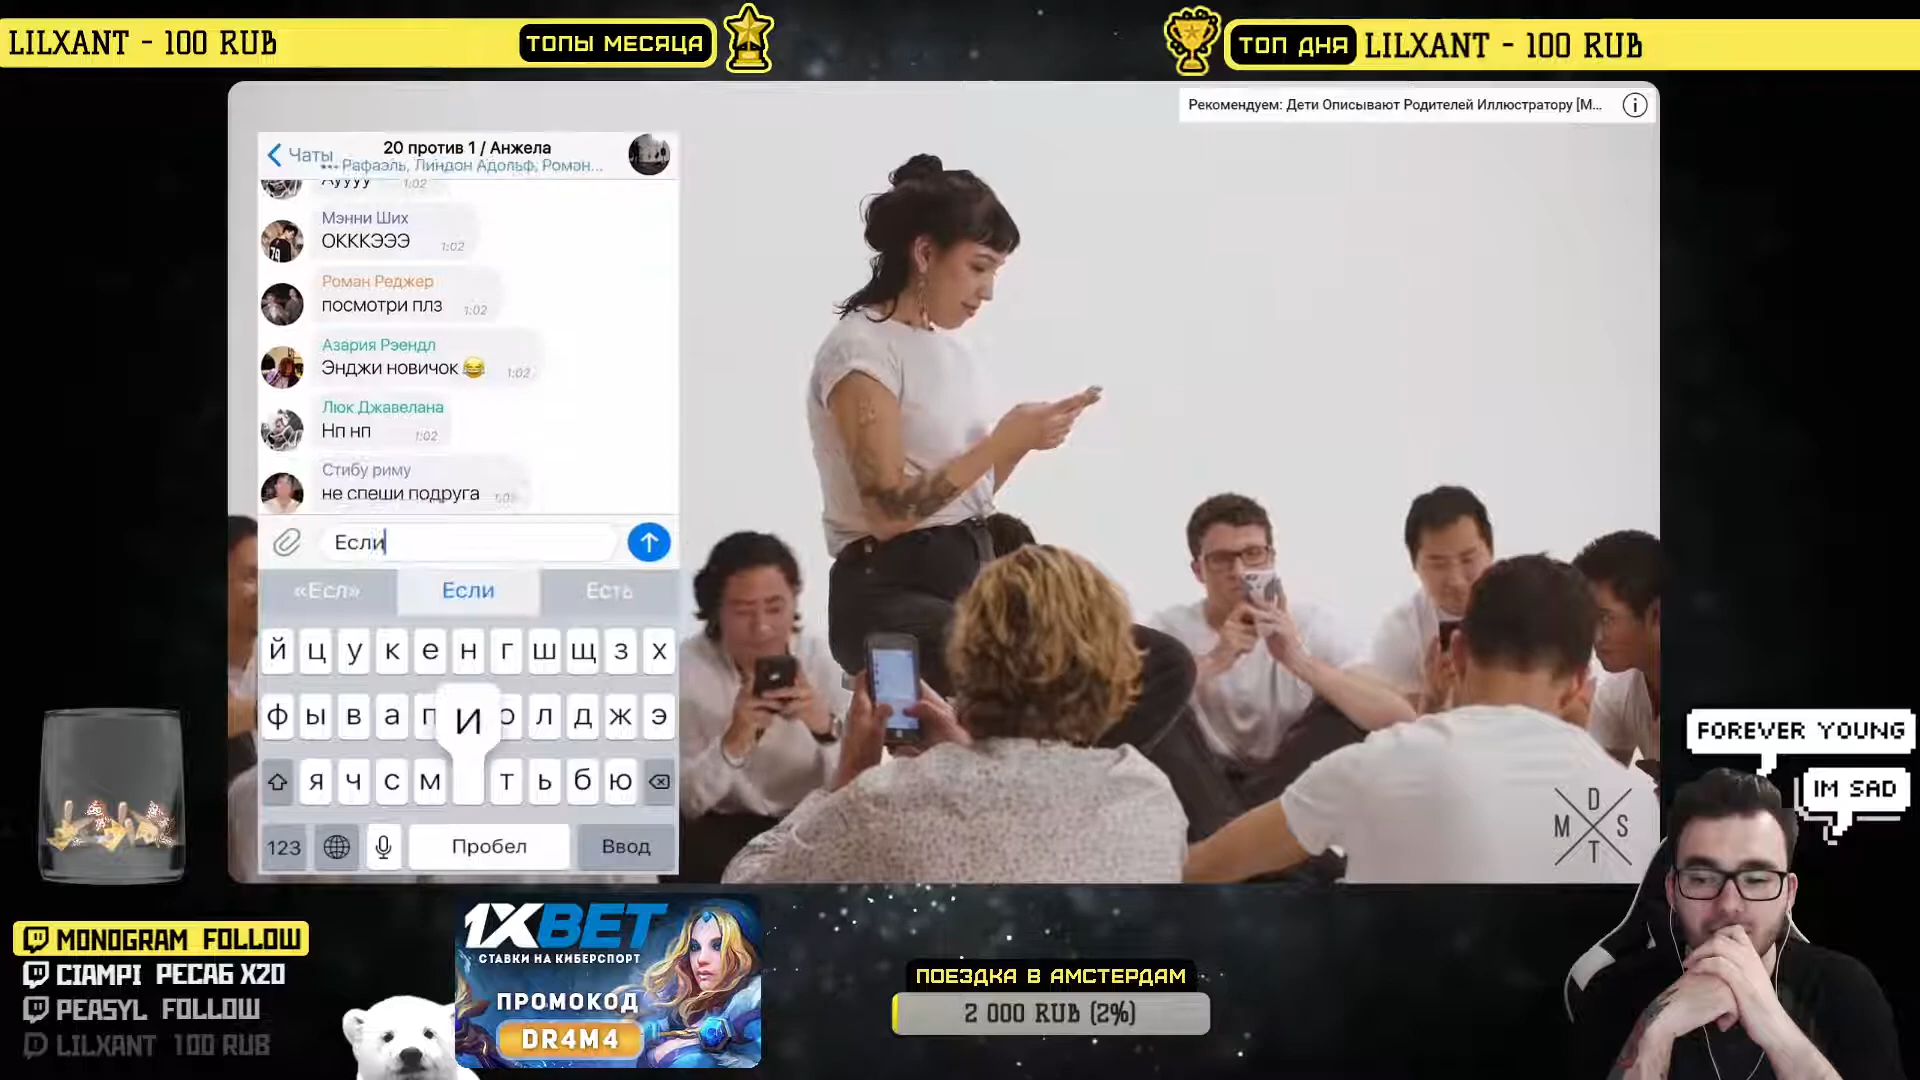 LILXANT - 100 RUB
ТОПЫ МЕСЯЦА
ТОП ДНЯ
LILXANT - 100 RUB
Рекомендуем: Дети Описывают Родителей Иллюстратору [М...
Чаты
20 против 1 / Анжела
Рафаэль, Линдон Адольф, Роман...
Ауууу 1:02
Мэнни Ших
ОКККЭЭЭ 1:02
Роман Реджер
посмотри плз 1:02
Азария Рэендл
Энджи новичок 😂 1:02
Люк Джавелана
Нп нп 1:02
Стибу риму
не спеши подруга
Если
«Есл» Если Есть
й ц у к е н г ш щ з х
ф ы в а п и о л д ж э
я ч с м т ь б ю
123 Пробел Ввод
D
M S
T
FOREVER YOUNG
IM SAD
MONOGRAM FOLLOW
CIAMPI РЕСАБ X20
PEASYL FOLLOW
LILXANT 100 RUB
1XBET
СТАВКИ НА КИБЕРСПОРТ
ПРОМОКОД
DR4M4
ПОЕЗДКА В АМСТЕРДАМ
2 000 RUB (2%)